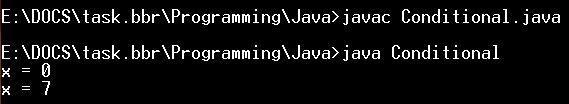 E:\DOCS\task.bbr\Programming\Java>javac Conditional.java
E:\DOCS\task.bbr\Programming\Java>java Conditional
x = 0
x = 7